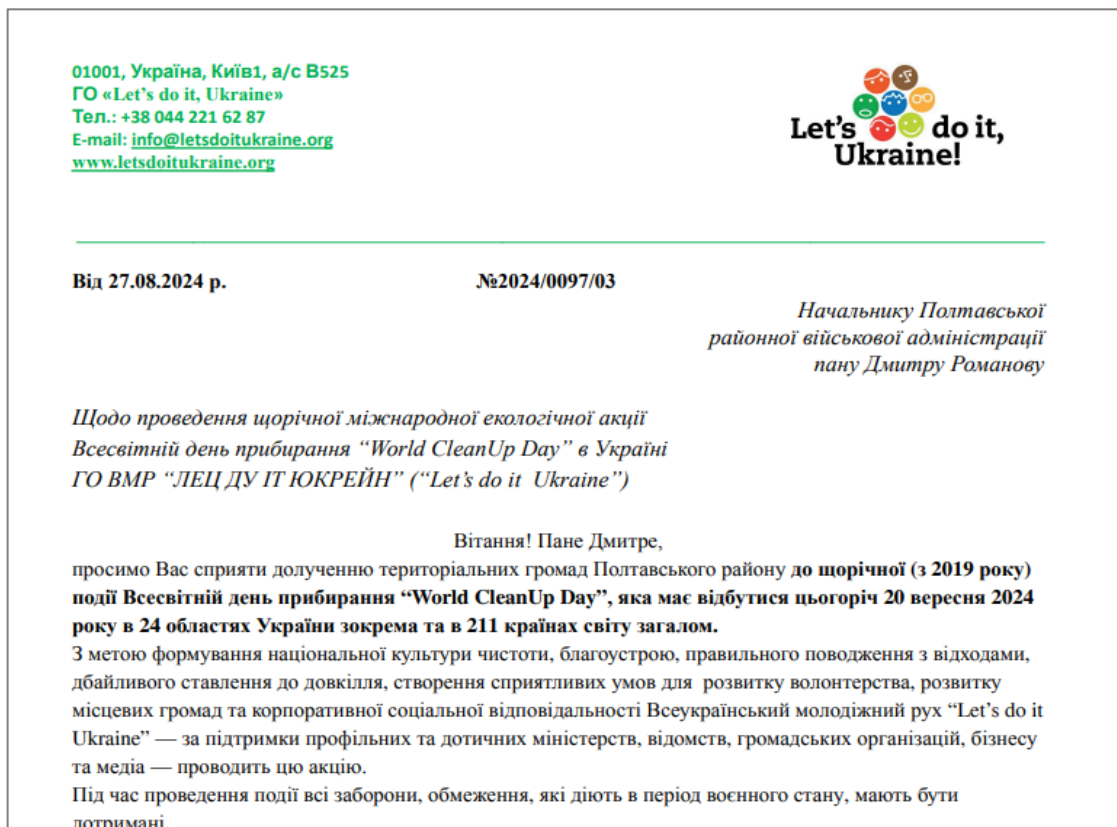 01001, Україна, Київ1, а/с В525
ГО «Let’s do it, Ukraine»
Тел.: +38 044 221 62 87
E-mail: info@letsdoitukraine.org
www.letsdoitukraine.org
Let’s do it,
Ukraine!
Від 27.08.2024 р. №2024/0097/03
Начальнику Полтавської
районної військової адміністрації
пану Дмитру Романову
Щодо проведення щорічної міжнародної екологічної акції
Всесвітній день прибирання “World CleanUp Day” в Україні
ГО ВМР “ЛЕЦ ДУ ІТ ЮКРЕЙН” (“Let’s do it Ukraine”)
Вітання! Пане Дмитре,
просимо Вас сприяти долученню територіальних громад Полтавського району до щорічної (з 2019 року)
події Всесвітній день прибирання “World CleanUp Day”, яка має відбутися цьогоріч 20 вересня 2024
року в 24 областях України зокрема та в 211 країнах світу загалом.
З метою формування національної культури чистоти, благоустрою, правильного поводження з відходами,
дбайливого ставлення до довкілля, створення сприятливих умов для розвитку волонтерства, розвитку
місцевих громад та корпоративної соціальної відповідальності Всеукраїнський молодіжний рух “Let’s do it
Ukraine” — за підтримки профільних та дотичних міністерств, відомств, громадських організацій, бізнесу
та медіа — проводить цю акцію.
Під час проведення події всі заборони, обмеження, які діють в період воєнного стану, мають бути
дотримані.